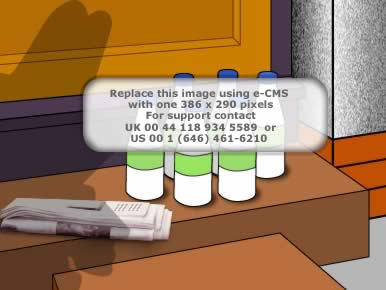 Replace this image using e-CMS
with one 386 x 290 pixels
For support contact
UK 00 44 118 934 5589 or
US 00 1 (646) 461-6210